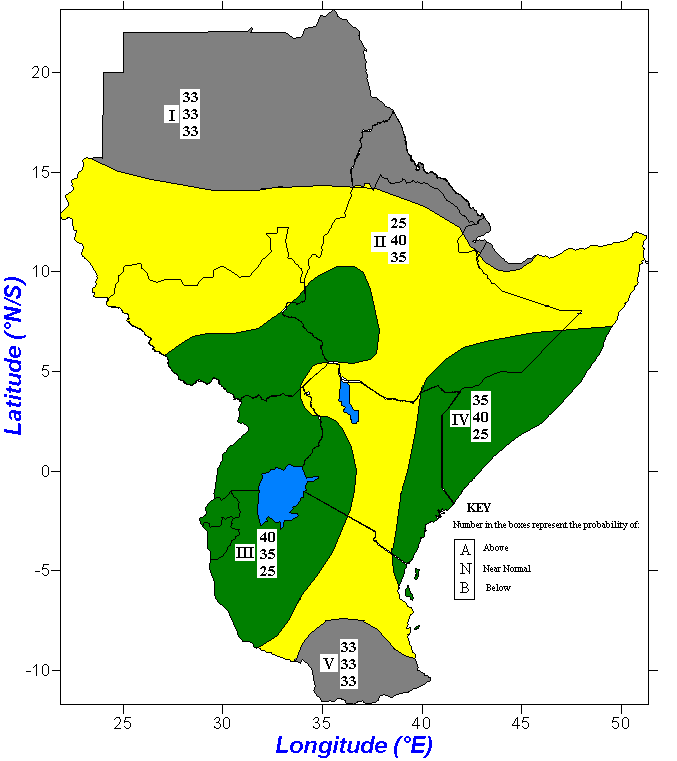 20
I 33
33
33
15
25
II 40
35
10
Latitude (°N/S)
5
35
IV 40
25
0
KEY
Number in the boxes represent the probability of:
A Above
N Near Normal
B Below
40
III 35
25
-5
33
V 33
33
-10
25 30 35 40 45 50
Longitude (°E)